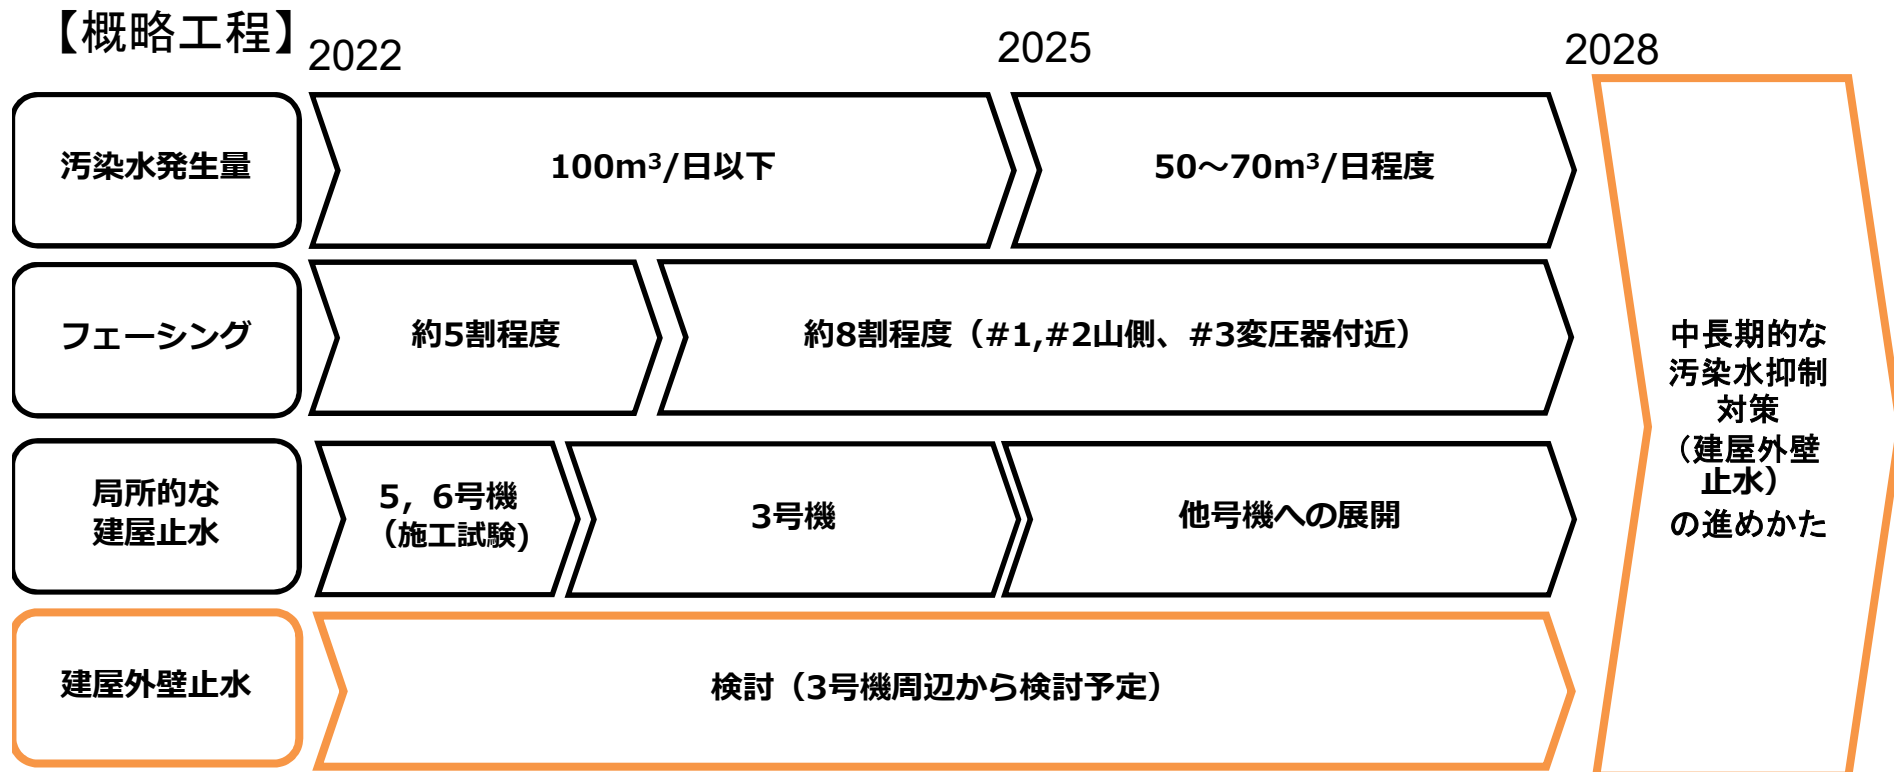 【概略工程】
2022
2025
2028
汚染水発生量
100m³/日以下
50～70m³/日程度
フェーシング
約5割程度
約8割程度（#1,#2山側、#3変圧器付近）
局所的な
建屋止水
5，6号機
（施工試験)
3号機
他号機への展開
建屋外壁止水
検討（3号機周辺から検討予定）
中長期的な
汚染水抑制
対策
（建屋外壁
止水）
の進めかた